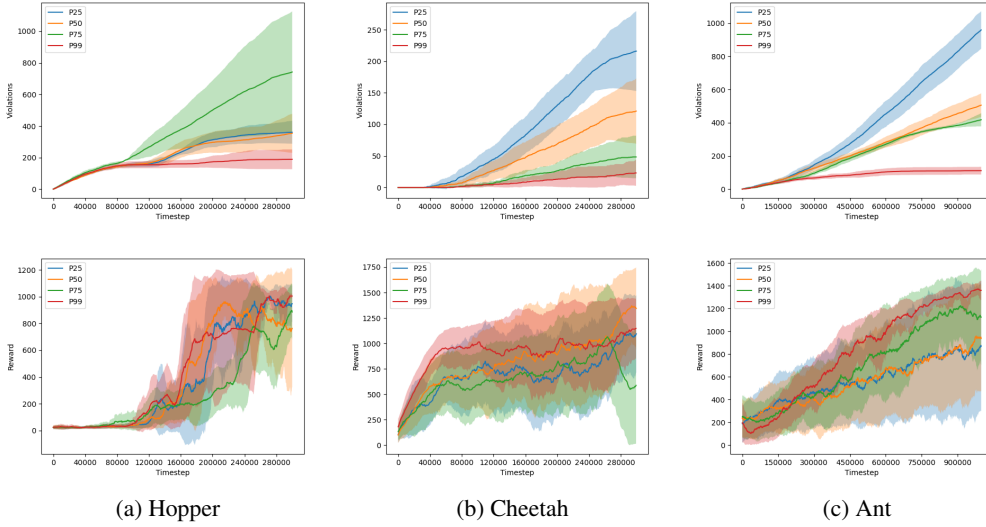 P25
P50
P75
P99
Violations
1000
800
600
400
200
0
0 40000 80000 120000 160000 200000 240000 280000
Timestep
P25
P50
P75
P99
Violations
250
200
150
100
50
0
0 40000 80000 120000 160000 200000 240000 280000
Timestep
P25
P50
P75
P99
Violations
1000
800
600
400
200
0
0 150000 300000 450000 600000 750000 900000
Timestep
P25
P50
P75
P99
Reward
1200
1000
800
600
400
200
0
0 40000 80000 120000 160000 200000 240000 280000
Timestep
P25
P50
P75
P99
Reward
1750
1500
1250
1000
750
500
250
0
0 40000 80000 120000 160000 200000 240000 280000
Timestep
P25
P50
P75
P99
Reward
1600
1400
1200
1000
800
600
400
200
0
0 150000 300000 450000 600000 750000 900000
Timestep
(a) Hopper
(b) Cheetah
(c) Ant